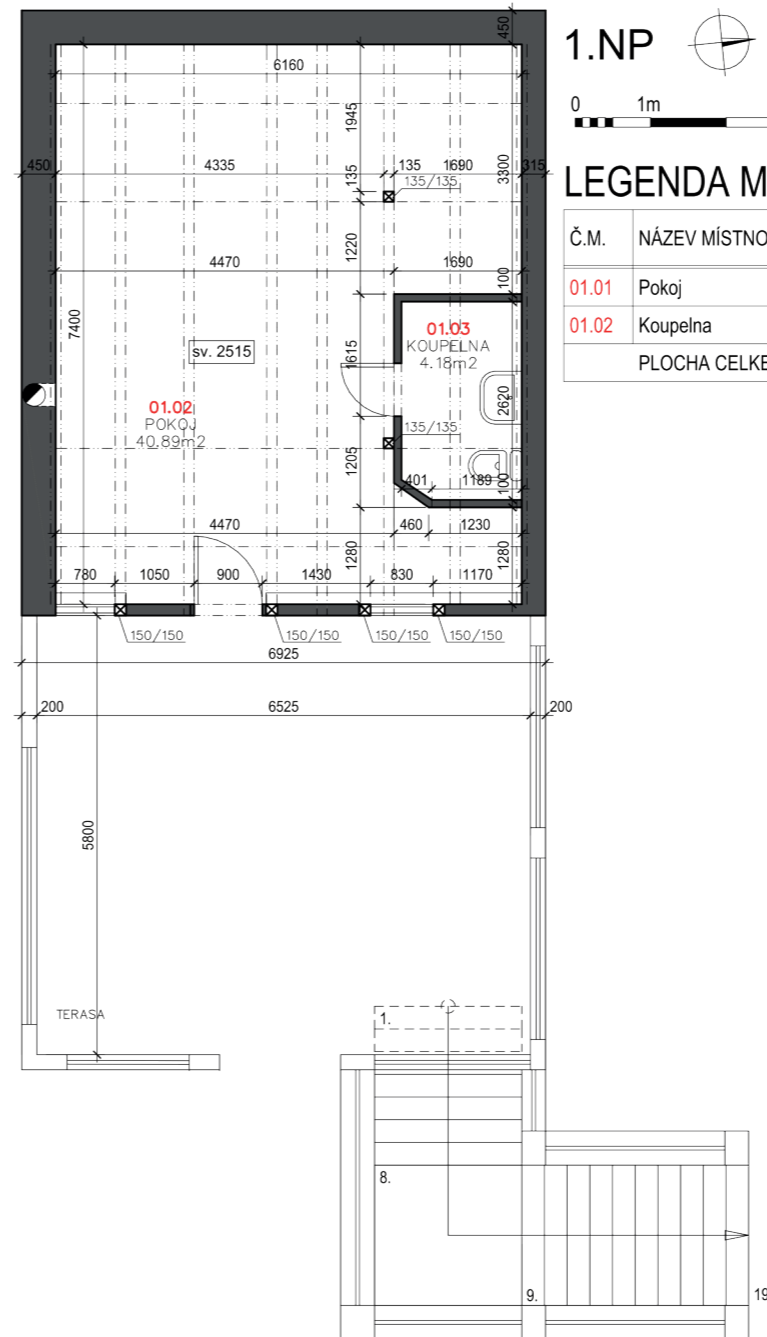 1.NP
0 1m
LEGENDA M
Č.M. NÁZEV MÍSTNO
01.01 Pokoj
01.02 Koupelna
PLOCHA CELKE
450
6160
1945
450 4335 135 135 1690 3300 315
135/135
1220
4470 1690
100
7400
sv. 2515
1615
01.03
KOUPELNA
4.18m2
2620
01.02
POKOJ
40.89m2
135/135
1205
401 1189 100
4470 460 1230
1280 1280
780 1050 900 1430 830 1170
150/150 150/150 150/150 150/150
6925
200 6525 200
5800
TERASA
1.
8.
9. 19